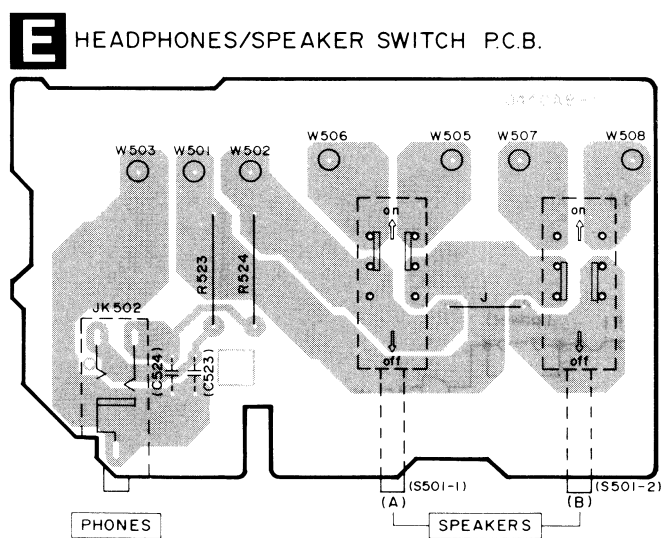 E HEADPHONES/SPEAKER SWITCH P.C.B.
W503 W501 W502 W506 W505 W507 W508
on on
R523 R524
JK502 J
(C524) (C523)
off off
(S501-1) (S501-2)
(A) (B)
PHONES SPEAKERS